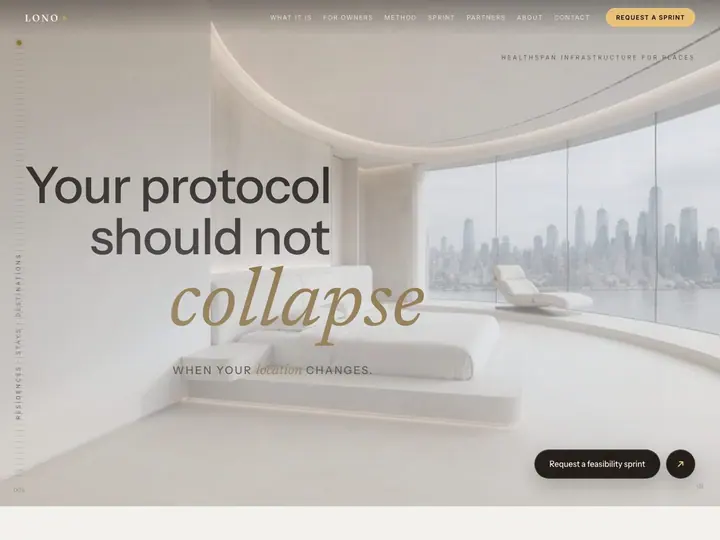 LONO
WHAT IT IS
FOR OWNERS
METHOD
SPRINT
PARTNERS
ABOUT
CONTACT
REQUEST A SPRINT
HEALTHSPAN INFRASTRUCTURE FOR PLACES
Your protocol
should not
collapse
WHEN YOUR location CHANGES.
RESIDENCES · STAYS · DESTINATIONS
Request a feasibility sprint